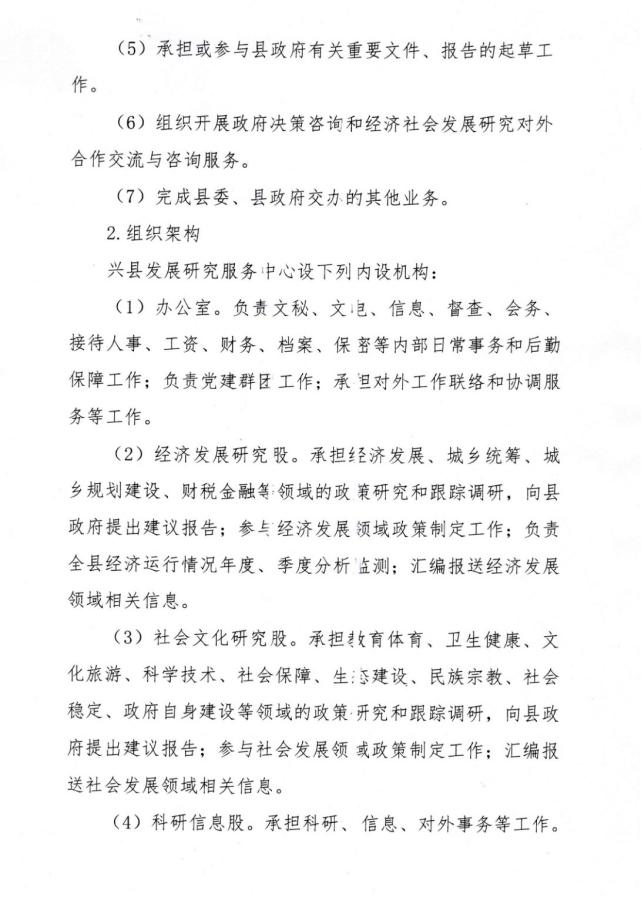 （5）承担或参与县政府有关重要文件、报告的起草工
作。
（6）组织开展政府决策咨询和经济社会发展研究对外
合作交流与咨询服务。
（7）完成县委、县政府交办的其他业务。
2.组织架构
兴县发展研究服务中心设下列内设机构：
（1）办公室。负责文秘、文电、信息、督查、会务、
接待人事、工资、财务、档案、保密等内部日常事务和后勤
保障工作；负责党建群团工作；承担对外工作联络和协调服
务等工作。
（2）经济发展研究股。承担经济发展、城乡统筹、城
乡规划建设、财税金融等领域的政策研究和跟踪调研，向县
政府提出建议报告；参与经济发展领域政策制定工作；负责
全县经济运行情况年度、季度分析监测；汇编报送经济发展
领域相关信息。
（3）社会文化研究股。承担教育体育、卫生健康、文
化旅游、科学技术、社会保障、生态建设、民族宗教、社会
稳定、政府自身建设等领域的政策研究和跟踪调研，向县政
府提出建议报告；参与社会发展领域政策制定工作；汇编报
送社会发展领域相关信息。
（4）科研信息股。承担科研、信息、对外事务等工作。